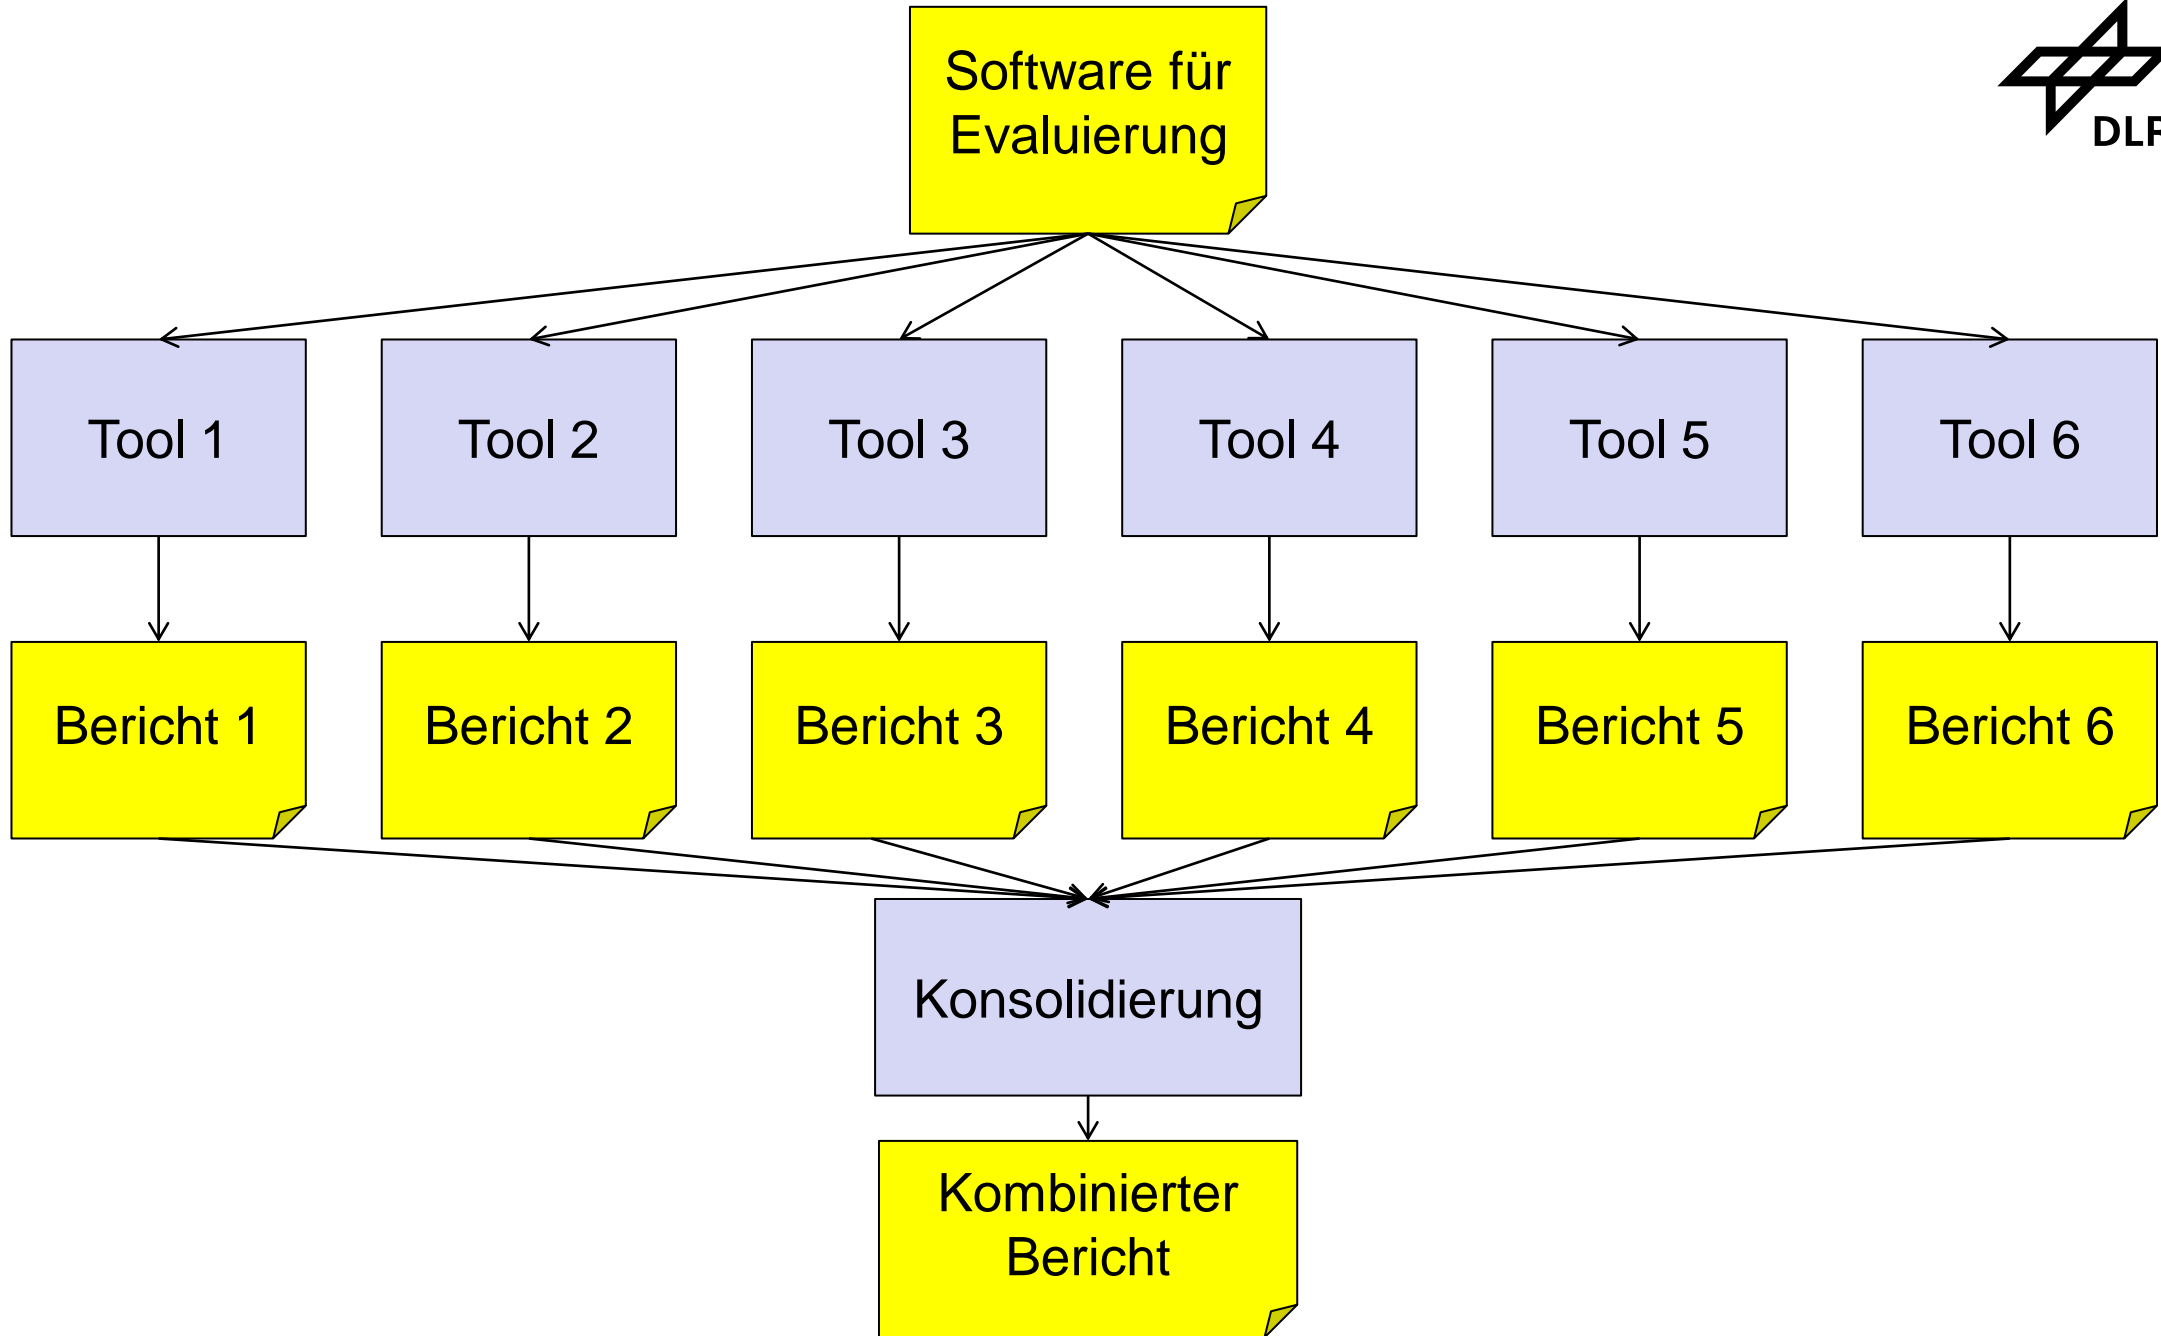 Software für
Evaluierung
DLR
Tool 1
Tool 2
Tool 3
Tool 4
Tool 5
Tool 6
Bericht 1
Bericht 2
Bericht 3
Bericht 4
Bericht 5
Bericht 6
Konsolidierung
Kombinierter
Bericht